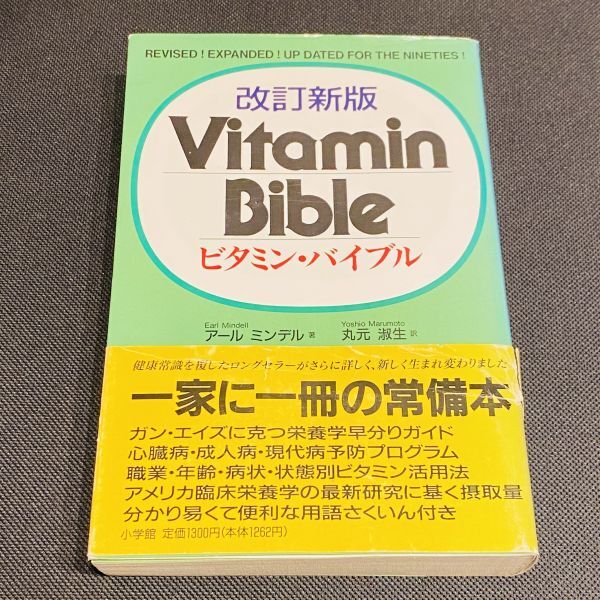 REVISED! EXPANDED! UP DATED FOR THE NINETIES!
改訂新版
Vitamin
Bible
ビタミン・バイブル
Earl Mindell
アール ミンデル 著
Yoshio Marumoto
丸元 淑生 訳
健康常識を覆したロングセラーがさらに詳しく、新しく生まれ変わりました
一家に一冊の常備本
ガン・エイズに克つ栄養学早分りガイド
心臓病・成人病・現代病予防プログラム
職業・年齢・病状・状態別ビタミン活用法
アメリカ臨床栄養学の最新研究に基く摂取量
分かり易くて便利な用語さくいん付き
小学館 定価1300円(本体1262円)